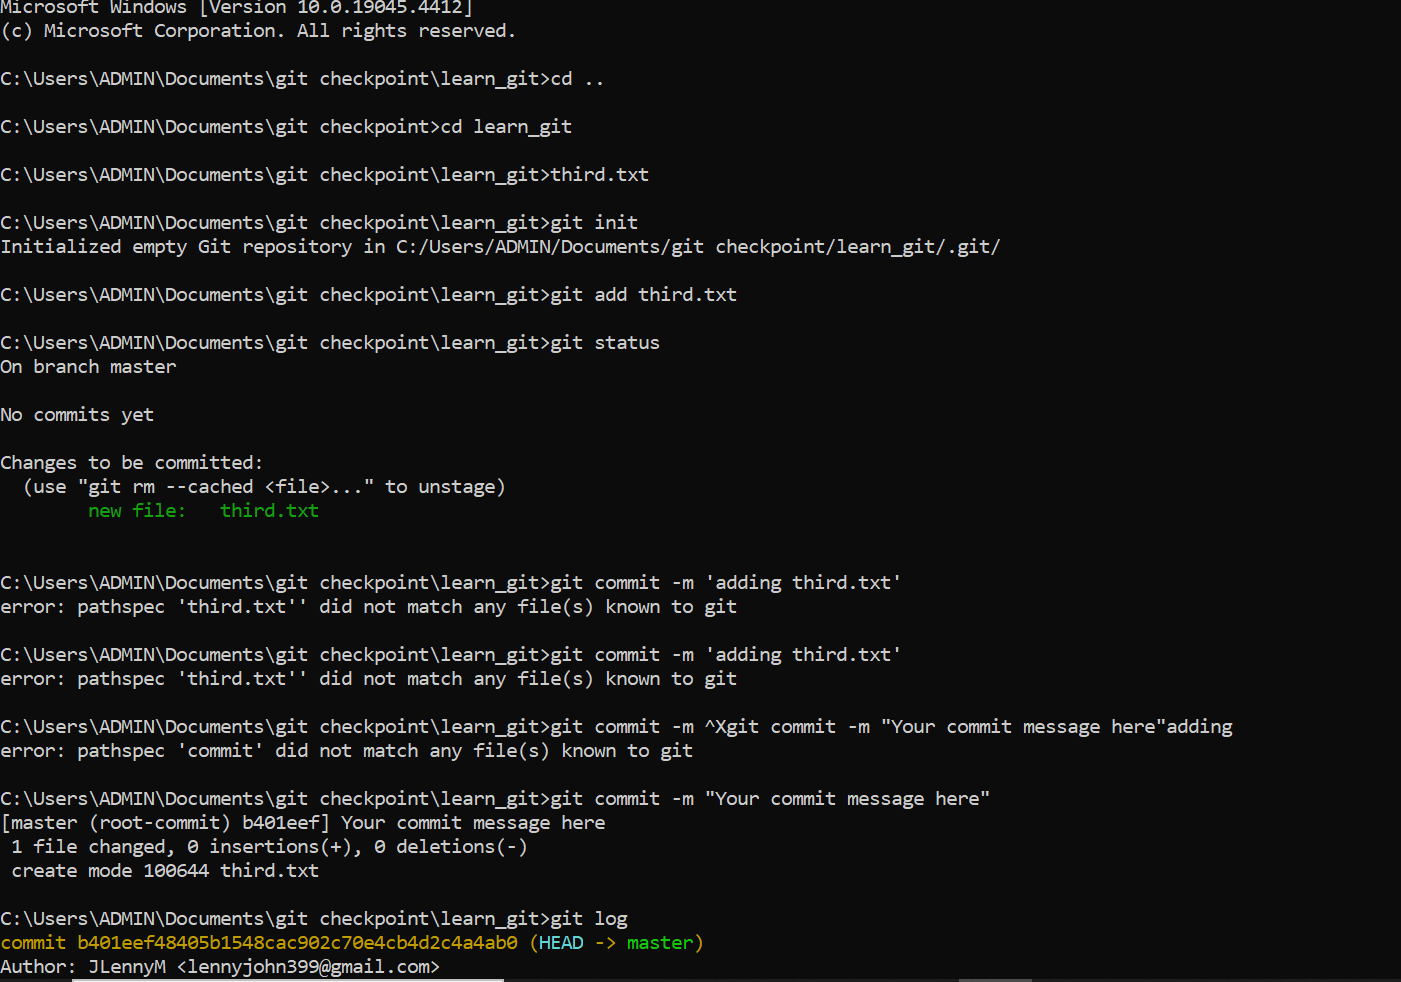 Microsoft Windows [Version 10.0.19045.4412]
(c) Microsoft Corporation. All rights reserved.
C:\Users\ADMIN\Documents\git checkpoint\learn_git>cd ..
C:\Users\ADMIN\Documents\git checkpoint>cd learn_git
C:\Users\ADMIN\Documents\git checkpoint\learn_git>third.txt
C:\Users\ADMIN\Documents\git checkpoint\learn_git>git init
Initialized empty Git repository in C:/Users/ADMIN/Documents/git checkpoint/learn_git/.git/
C:\Users\ADMIN\Documents\git checkpoint\learn_git>git add third.txt
C:\Users\ADMIN\Documents\git checkpoint\learn_git>git status
On branch master
No commits yet
Changes to be committed:
  (use "git rm --cached <file>..." to unstage)
        new file:   third.txt
C:\Users\ADMIN\Documents\git checkpoint\learn_git>git commit -m 'adding third.txt'
error: pathspec 'third.txt'' did not match any file(s) known to git
C:\Users\ADMIN\Documents\git checkpoint\learn_git>git commit -m 'adding third.txt'
error: pathspec 'third.txt'' did not match any file(s) known to git
C:\Users\ADMIN\Documents\git checkpoint\learn_git>git commit -m ^Xgit commit -m "Your commit message here"adding
error: pathspec 'commit' did not match any file(s) known to git
C:\Users\ADMIN\Documents\git checkpoint\learn_git>git commit -m "Your commit message here"
[master (root-commit) b401eef] Your commit message here
 1 file changed, 0 insertions(+), 0 deletions(-)
 create mode 100644 third.txt
C:\Users\ADMIN\Documents\git checkpoint\learn_git>git log
commit b401eef48405b1548cac902c70e4cb4d2c4a4ab0 (HEAD -> master)
Author: JLennyM <lennyjohn399@gmail.com>